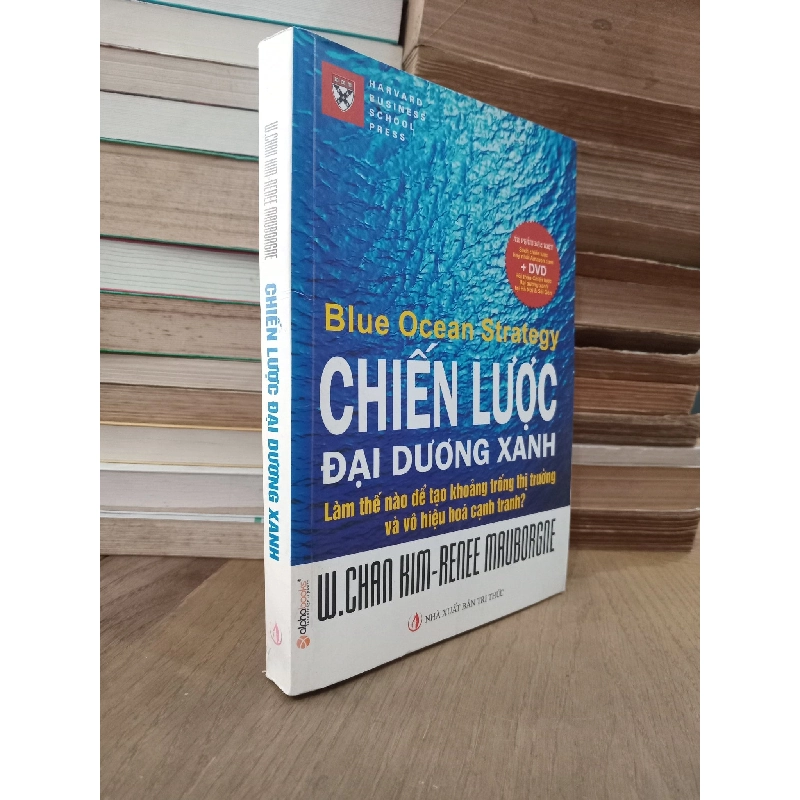 HARVARD
BUSINESS
SCHOOL
PRESS
+ DVD
Blue Ocean Strategy
CHIẾN LƯỢC
ĐẠI DƯƠNG XANH
Làm thế nào để tạo khoảng trống thị trường
và vô hiệu hoá cạnh tranh?
W.CHAN KIM-RENEE MAUBORGNE
alphabooks
NHÀ XUẤT BẢN TRI THỨC
W.CHAN KIM-RENEE MAUBORGNE
CHIẾN LƯỢC ĐẠI DƯƠNG XANH